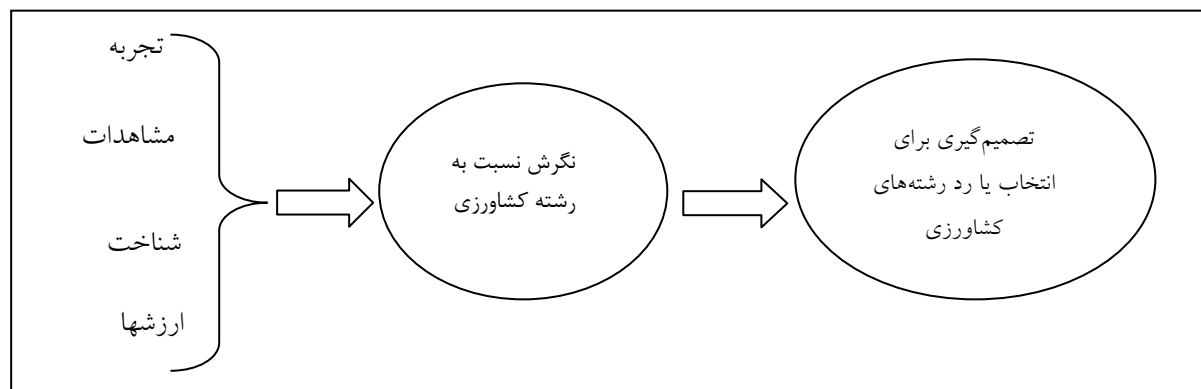 تجربه
مشاهدات
شناخت
ارزشها
نگرش نسبت به
رشته کشاورزی
تصمیم‌گیری برای
انتخاب یا رد رشته‌های
کشاورزی